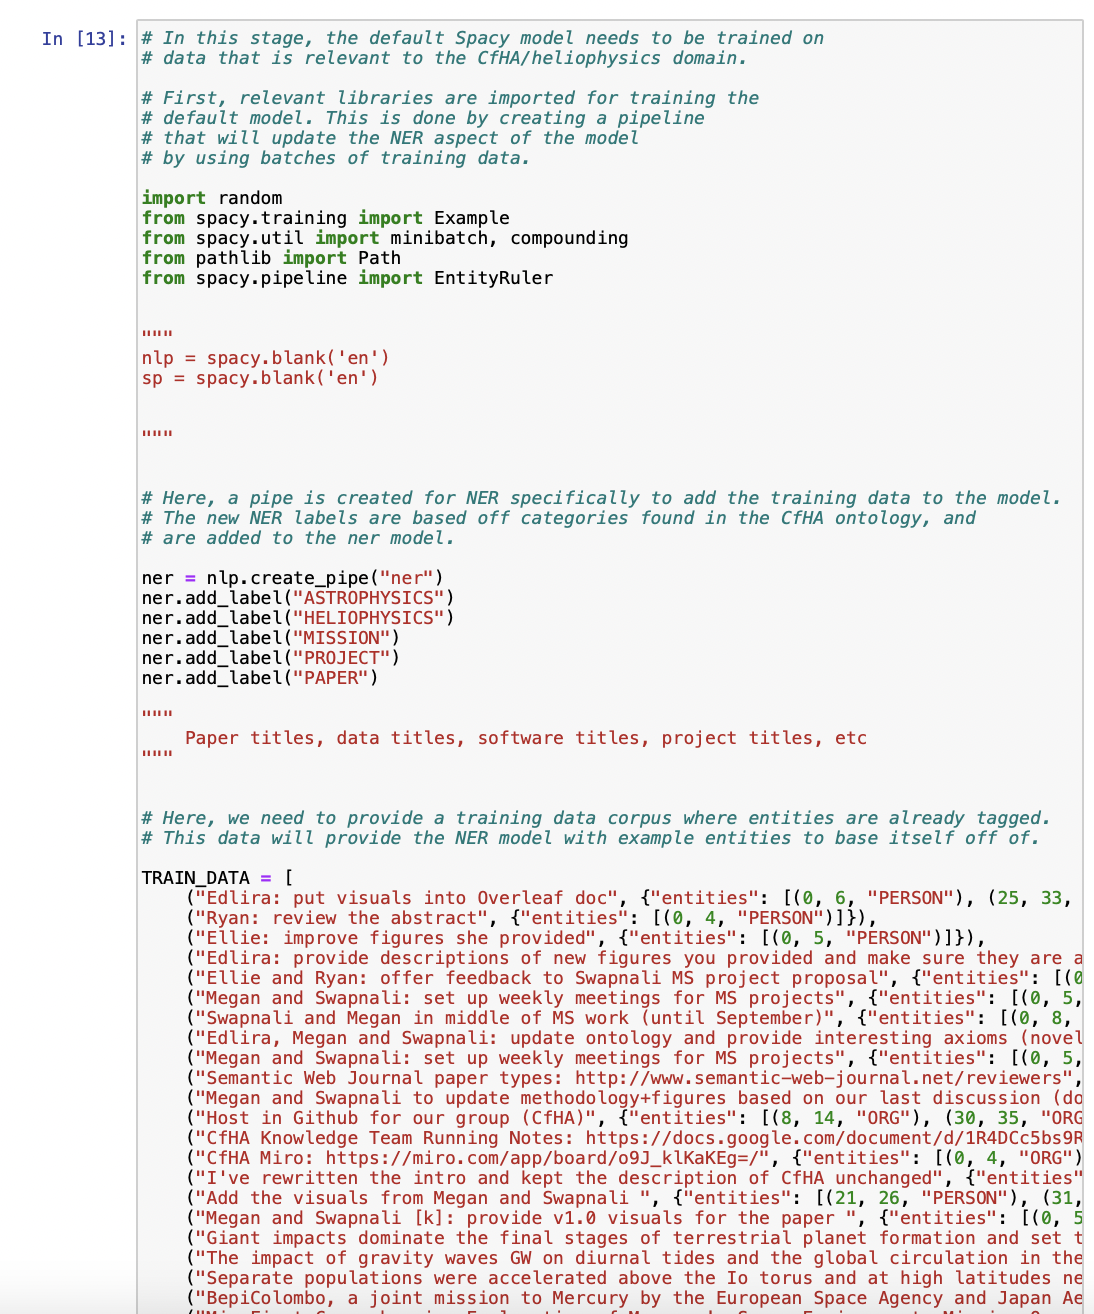 In [13]: # In this stage, the default Spacy model needs to be trained on
# data that is relevant to the CfHA/heliophysics domain.
# First, relevant libraries are imported for training the
# default model. This is done by creating a pipeline
# that will update the NER aspect of the model
# by using batches of training data.
import random
from spacy.training import Example
from spacy.util import minibatch, compounding
from pathlib import Path
from spacy.pipeline import EntityRuler
"""
nlp = spacy.blank('en')
sp = spacy.blank('en')
"""
# Here, a pipe is created for NER specifically to add the training data to the model.
# The new NER labels are based off categories found in the CfHA ontology, and
# are added to the ner model.
ner = nlp.create_pipe("ner")
ner.add_label("ASTROPHYSICS")
ner.add_label("HELIOPHYSICS")
ner.add_label("MISSION")
ner.add_label("PROJECT")
ner.add_label("PAPER")
"""
Paper titles, data titles, software titles, project titles, etc
"""
# Here, we need to provide a training data corpus where entities are already tagged.
# This data will provide the NER model with example entities to base itself off of.
TRAIN_DATA = [
("Edlira: put visuals into Overleaf doc", {"entities": [(0, 6, "PERSON"), (25, 33,
("Ryan: review the abstract", {"entities": [(0, 4, "PERSON")]}),
("Ellie: improve figures she provided", {"entities": [(0, 5, "PERSON")]}),
("Edlira: provide descriptions of new figures you provided and make sure they are a
("Ellie and Ryan: offer feedback to Swapnali MS project proposal", {"entities": [(0
("Megan and Swapnali: set up weekly meetings for MS projects", {"entities": [(0, 5,
("Swapnali and Megan in middle of MS work (until September)", {"entities": [(0, 8,
("Edlira, Megan and Swapnali: update ontology and provide interesting axioms (novel
("Megan and Swapnali: set up weekly meetings for MS projects", {"entities": [(0, 5,
("Semantic Web Journal paper types: http://www.semantic-web-journal.net/reviewers",
("Megan and Swapnali to update methodology+figures based on our last discussion (do
("Host in Github for our group (CfHA)", {"entities": [(8, 14, "ORG"), (30, 35, "ORG
("CfHA Knowledge Team Running Notes: https://docs.google.com/document/d/1R4DCc5bs9R
("CfHA Miro: https://miro.com/app/board/o9J_klKaKEg=/", {"entities": [(0, 4, "ORG")
("I've rewritten the intro and kept the description of CfHA unchanged", {"entities"
("Add the visuals from Megan and Swapnali ", {"entities": [(21, 26, "PERSON"), (31,
("Megan and Swapnali [k]: provide v1.0 visuals for the paper ", {"entities": [(0, 5
("Giant impacts dominate the final stages of terrestrial planet formation and set t
("The impact of gravity waves GW on diurnal tides and the global circulation in the
("Separate populations were accelerated above the Io torus and at high latitudes ne
("BepiColombo, a joint mission to Mercury by the European Space Agency and Japan Ae